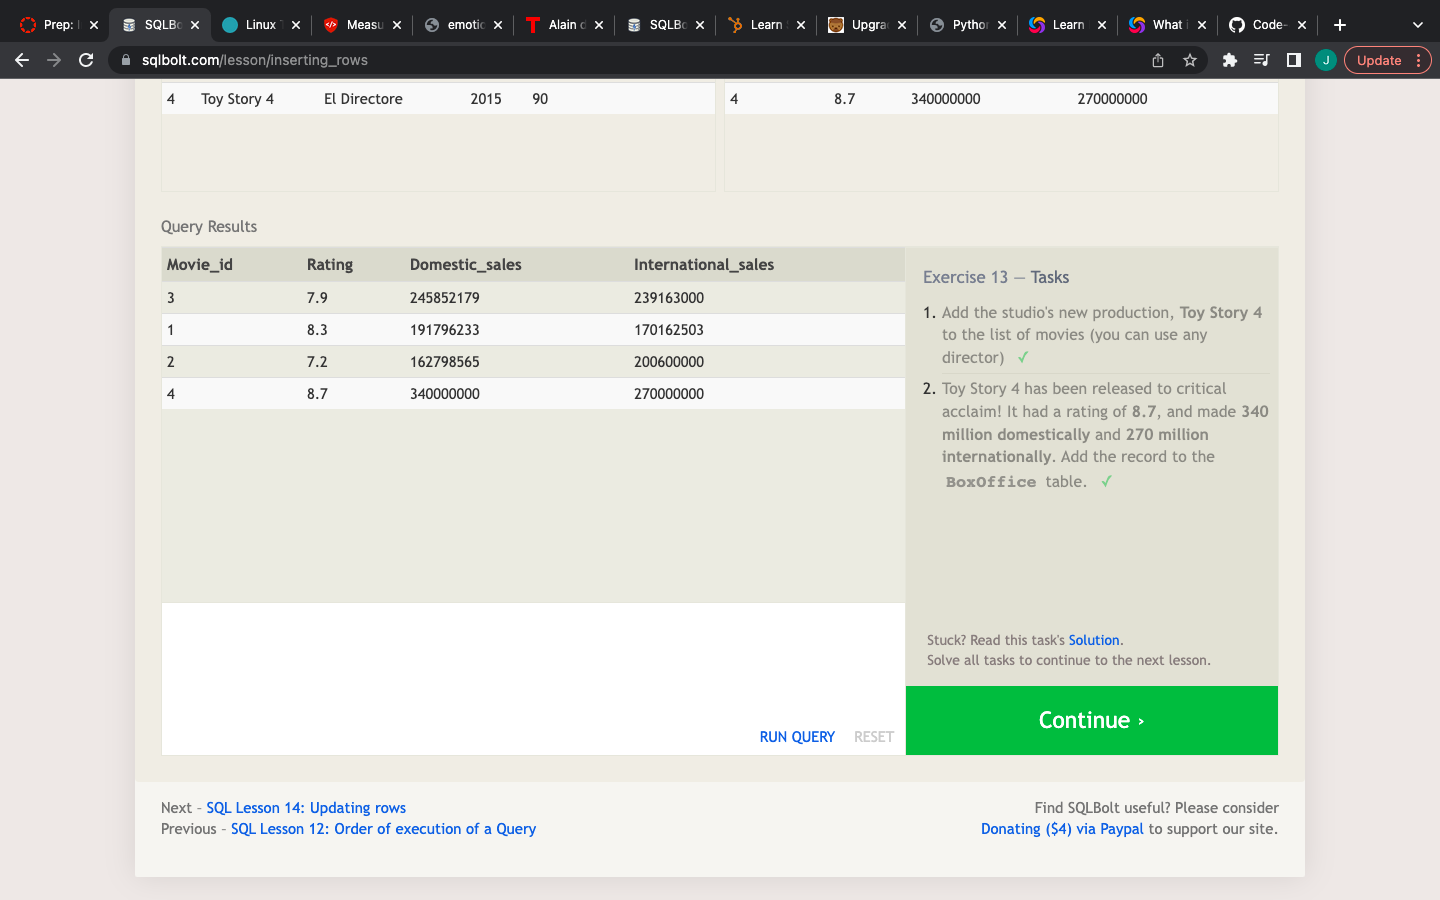 Prep:
SQLBo
Linux
Measu
emotic
Alain d
SQLBo
Learn
Upgra
Python
Learn
What i
Code-
sqlbolt.com/lesson/inserting_rows
J
Update
4 Toy Story 4 El Directore 2015 90
4 8.7 340000000 270000000
Query Results
Movie_id Rating Domestic_sales International_sales
3 7.9 245852179 239163000
1 8.3 191796233 170162503
2 7.2 162798565 200600000
4 8.7 340000000 270000000
Exercise 13 — Tasks
1. Add the studio's new production, Toy Story 4
to the list of movies (you can use any
director) ✓
2. Toy Story 4 has been released to critical
acclaim! It had a rating of 8.7, and made 340
million domestically and 270 million
internationally. Add the record to the
BoxOffice table. ✓
Stuck? Read this task's Solution.
Solve all tasks to continue to the next lesson.
RUN QUERY RESET
Continue ›
Next – SQL Lesson 14: Updating rows
Previous – SQL Lesson 12: Order of execution of a Query
Find SQLBolt useful? Please consider
Donating ($4) via Paypal to support our site.